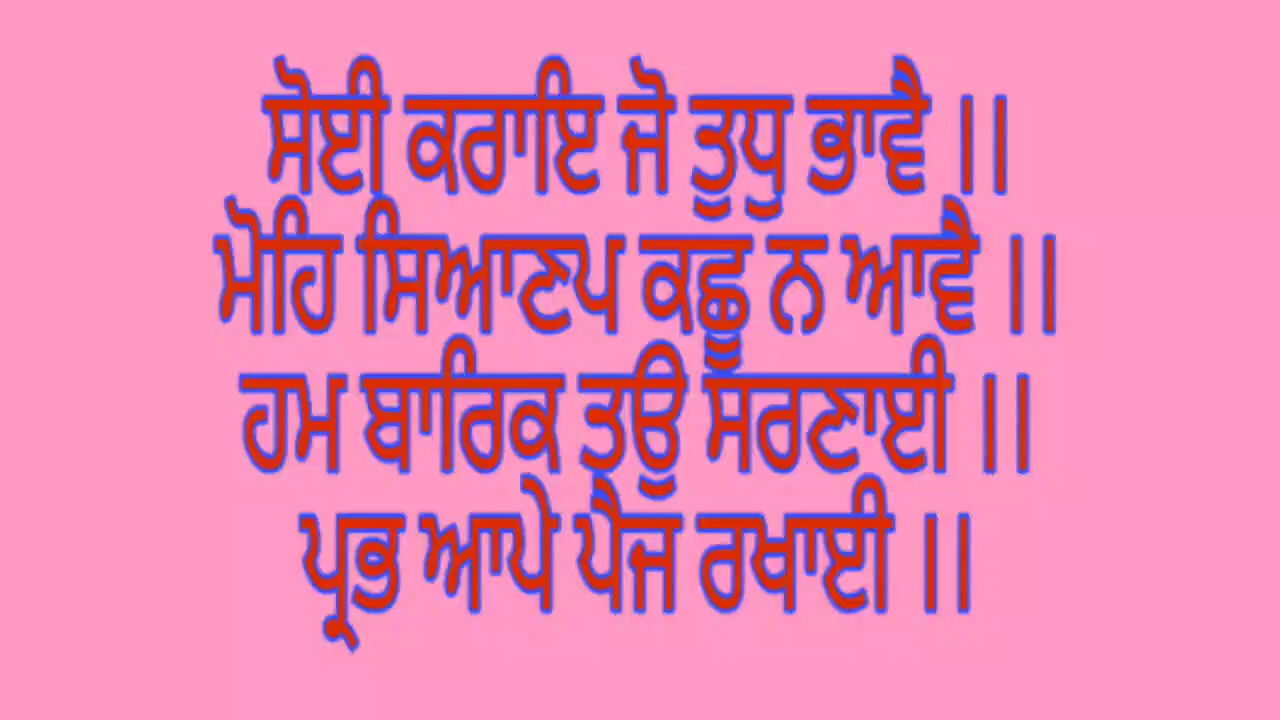 ਸੋਈ ਕਰਾਇ ਜੋ ਤੁਧੁ ਭਾਵੈ ।।
ਮੋਹਿ ਸਿਆਣਪ ਕਛੂ ਨ ਆਵੈ ।।
ਹਮ ਬਾਰਿਕ ਤਉ ਸਰਣਾਈ ।।
ਪ੍ਰਭ ਆਪੇ ਪੈਜ ਰਖਾਈ ।।